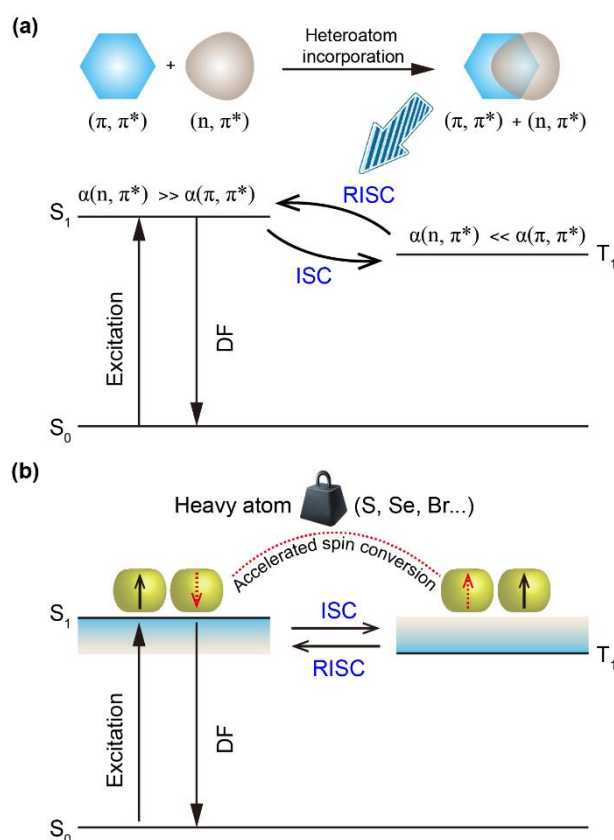 (a)
Heteroatom
incorporation
+
(π, π*)
(n, π*)
(π, π*) + (n, π*)
α(n, π*) >> α(π, π*)
RISC
S1
α(n, π*) << α(π, π*)
T1
ISC
Excitation
DF
S0
(b)
Heavy atom
(S, Se, Br...)
Accelerated spin conversion
S1
ISC
RISC
T1
Excitation
DF
S0